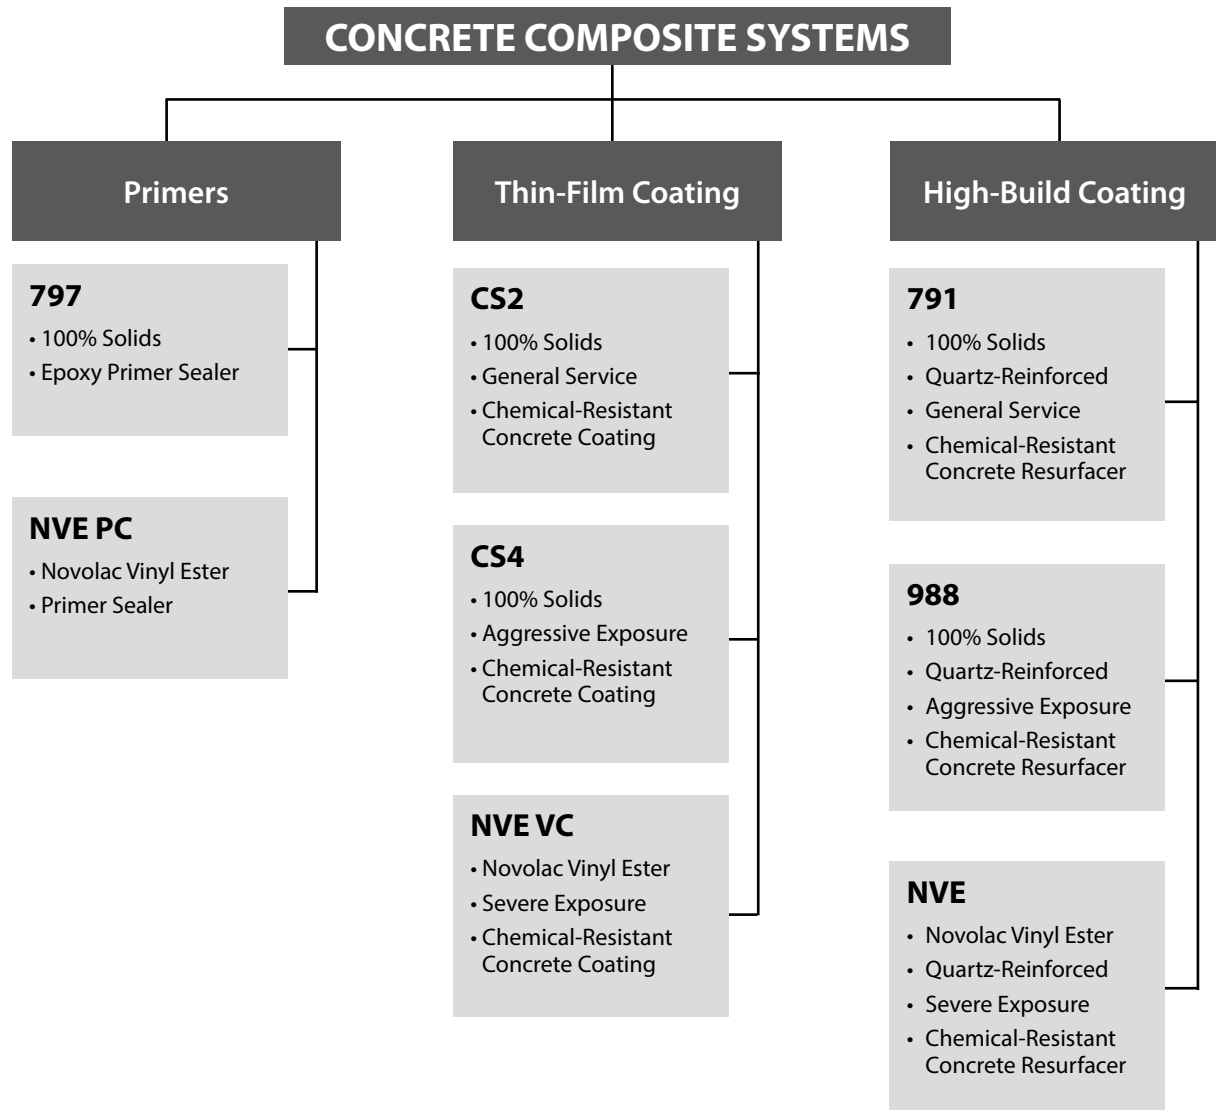 CONCRETE COMPOSITE SYSTEMS
Primers
797
• 100% Solids
• Epoxy Primer Sealer
NVE PC
• Novolac Vinyl Ester
• Primer Sealer
Thin-Film Coating
CS2
• 100% Solids
• General Service
• Chemical-Resistant
Concrete Coating
CS4
• 100% Solids
• Aggressive Exposure
• Chemical-Resistant
Concrete Coating
NVE VC
• Novolac Vinyl Ester
• Severe Exposure
• Chemical-Resistant
Concrete Coating
High-Build Coating
791
• 100% Solids
• Quartz-Reinforced
• General Service
• Chemical-Resistant
Concrete Resurfacer
988
• 100% Solids
• Quartz-Reinforced
• Aggressive Exposure
• Chemical-Resistant
Concrete Resurfacer
NVE
• Novolac Vinyl Ester
• Quartz-Reinforced
• Severe Exposure
• Chemical-Resistant
Concrete Resurfacer